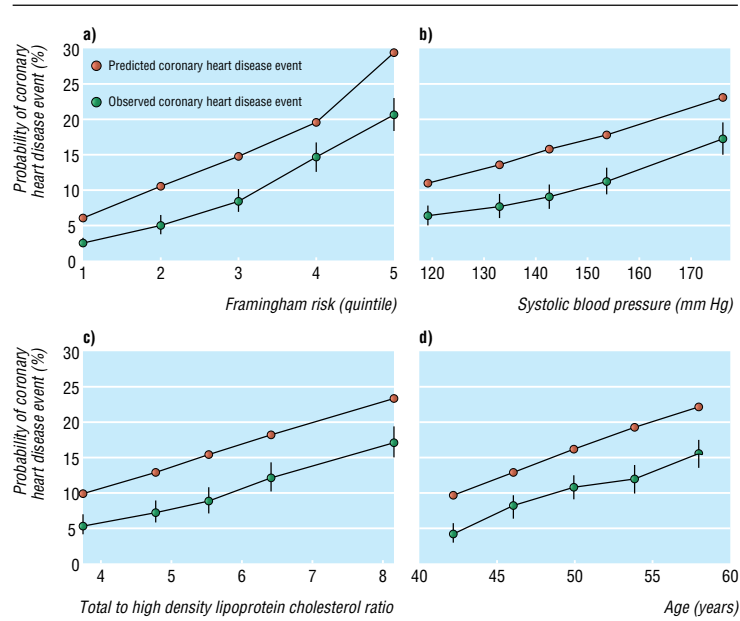 a)
b)
Probability of coronary
heart disease event (%)
30
25
20
15
10
5
0
Predicted coronary heart disease event
Observed coronary heart disease event
1 2 3 4 5
Framingham risk (quintile)
119 130 140 150 160 170
Systolic blood pressure (mm Hg)
c)
d)
Probability of coronary
heart disease event (%)
30
25
20
15
10
5
0
4 5 6 7 8
Total to high density lipoprotein cholesterol ratio
40 45 50 55 60
Age (years)